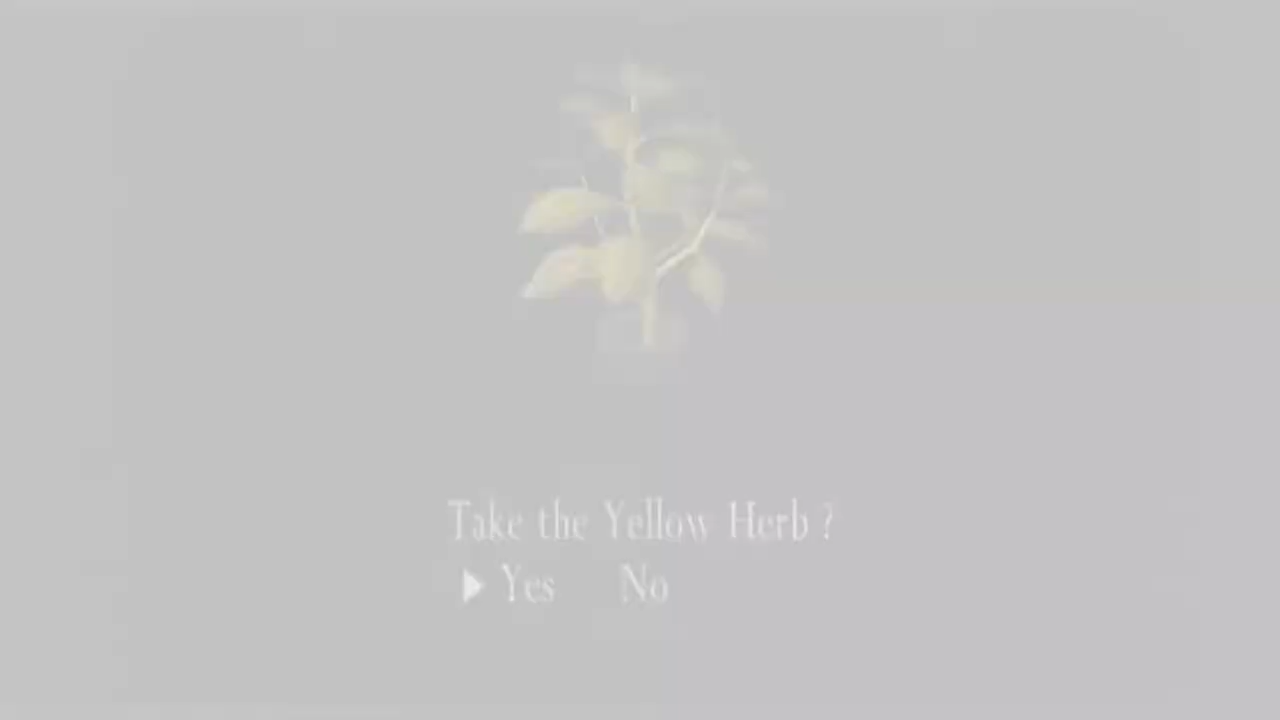 Take the Yellow Herb ?
▶ Yes No